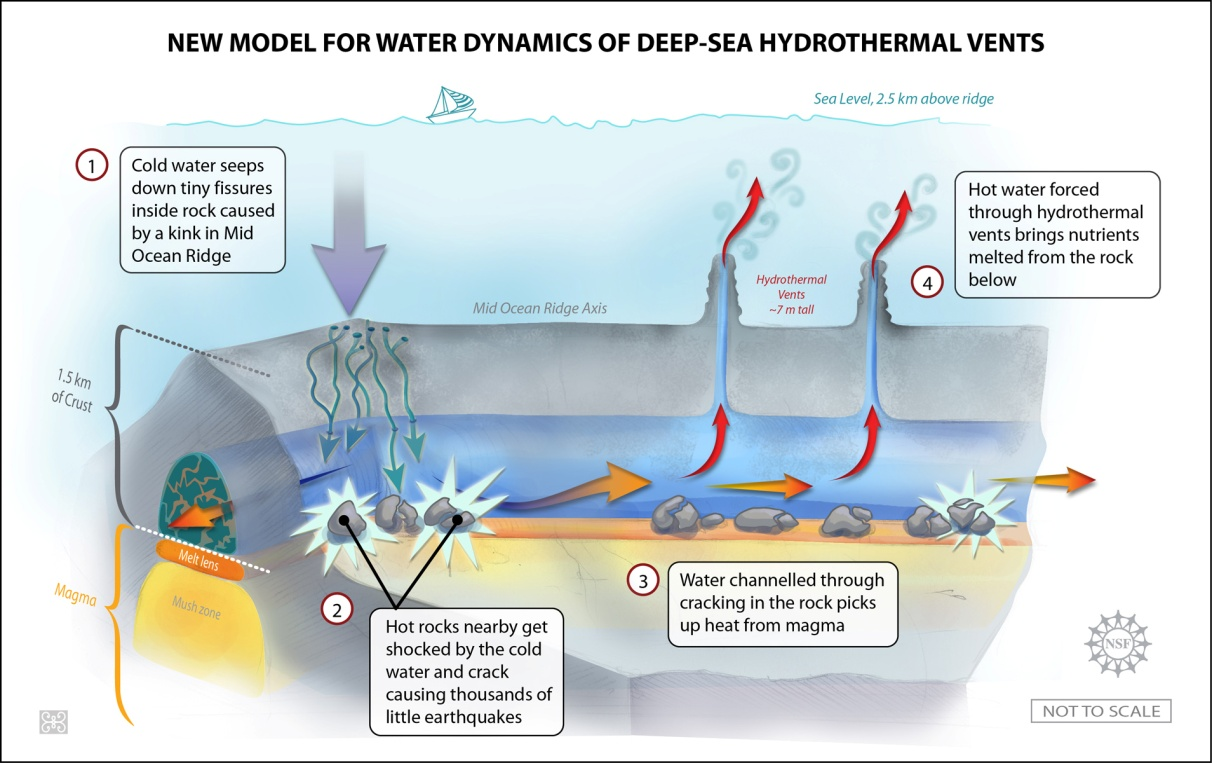 NEW MODEL FOR WATER DYNAMICS OF DEEP-SEA HYDROTHERMAL VENTS
Sea Level, 2.5 km above ridge
1
Cold water seeps
down tiny fissures
inside rock caused
by a kink in Mid
Ocean Ridge
Hot water forced
through hydrothermal
vents brings nutrients
melted from the rock
below
4
Hydrothermal
Vents
~7 m tall
Mid Ocean Ridge Axis
1.5 km
of Crust
Melt lens
Magma
Mush zone
2
Hot rocks nearby get
shocked by the cold
water and crack
causing thousands of
little earthquakes
3
Water channelled through
cracking in the rock picks
up heat from magma
NSF
NOT TO SCALE